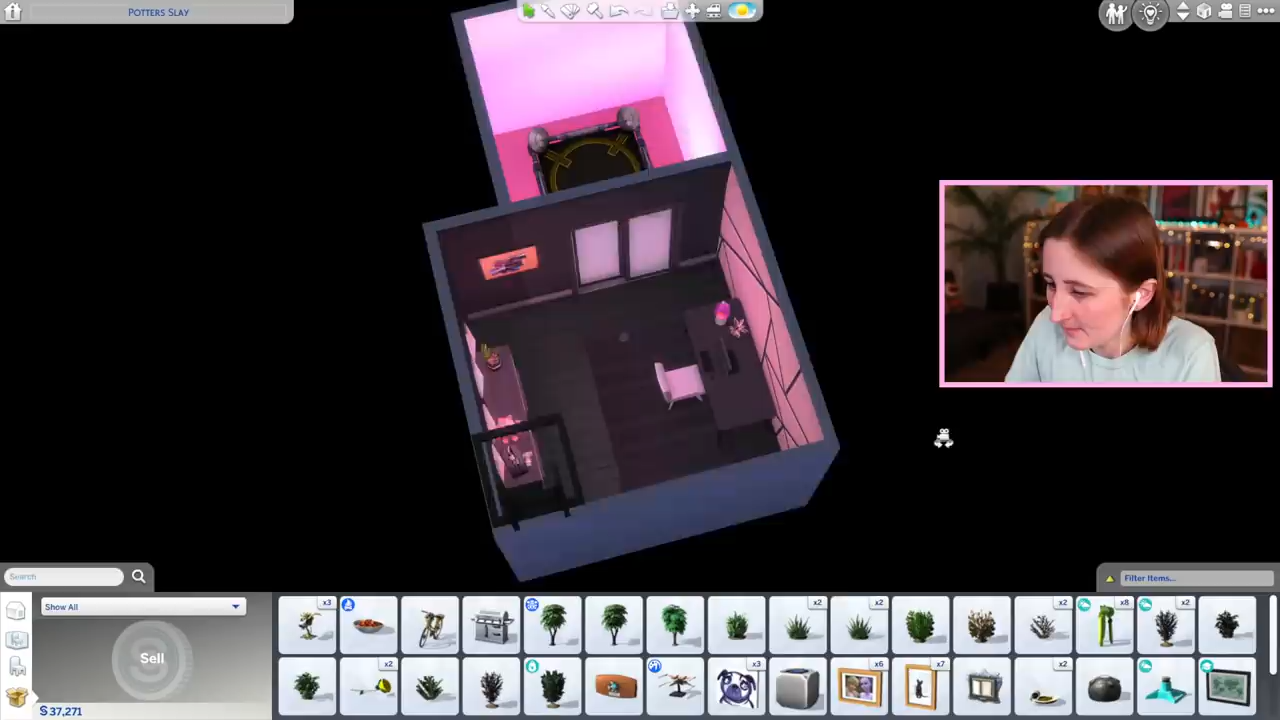 POTTERS SLAY
Search
Filter Items...
Show All
Sell
§ 37,271
x3
x2
x2
x2
x8
x2
x2
x3
x6
x7
x2